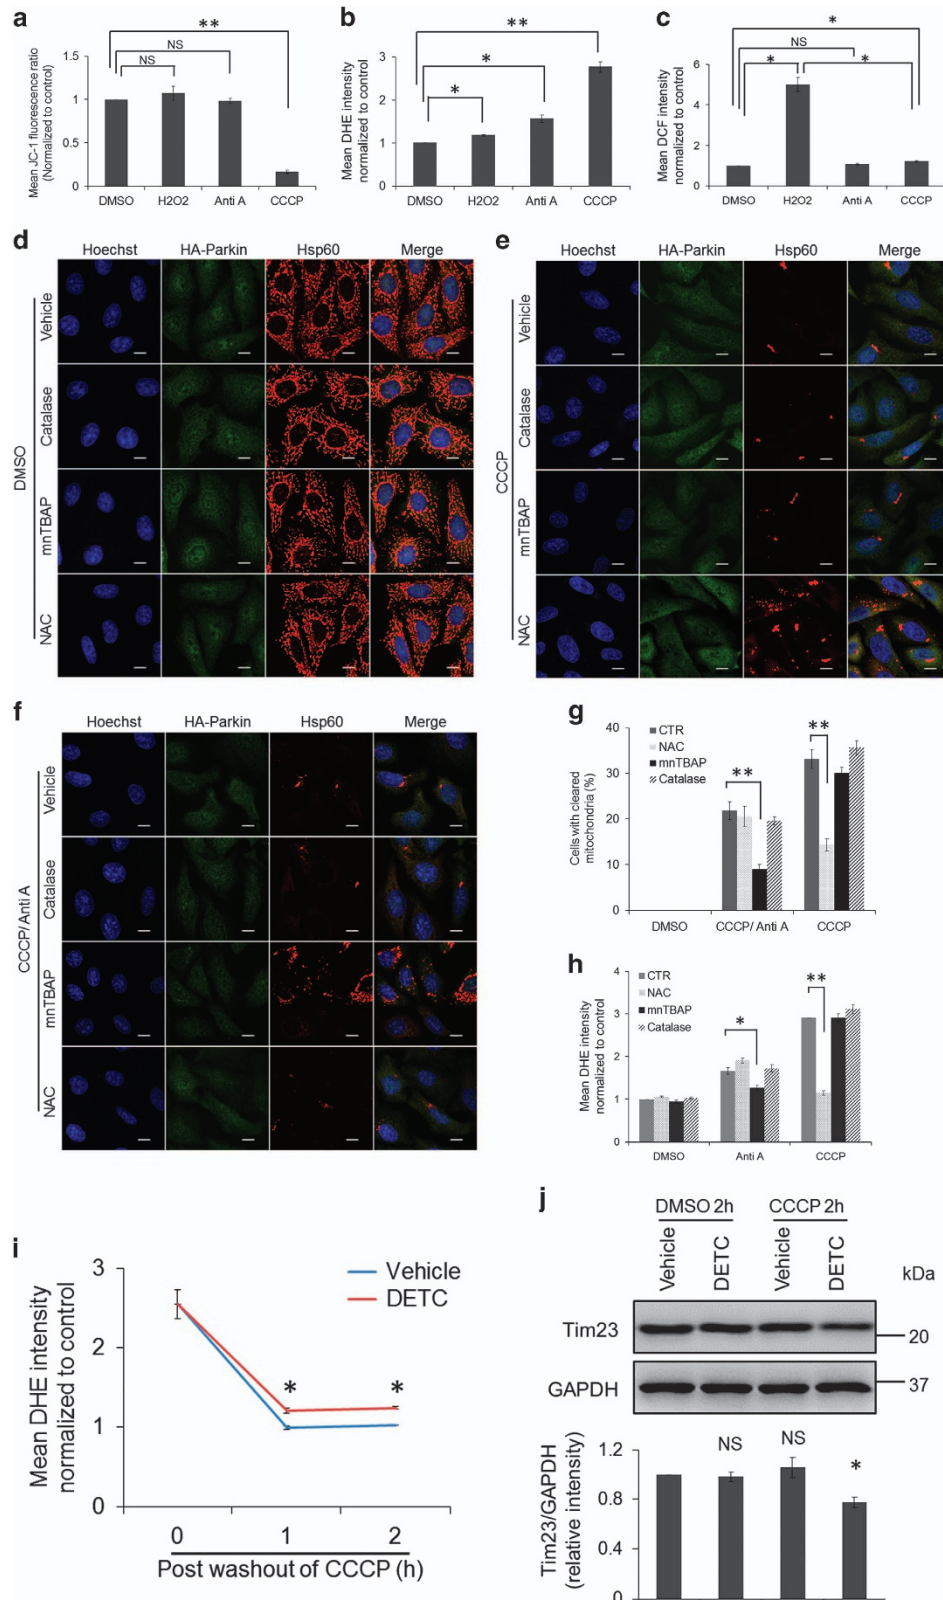 a
**
NS
NS
Mean JC-1 fluorescence ratio
(Normalized to control)
1.5
1
0.5
0
DMSO H2O2 Anti A CCCP
b
**
*
*
Mean DHE intensity
normalized to control
3
2
1
0
DMSO H2O2 Anti A CCCP
c
*
NS
* *
Mean DCF intensity
normalized to control
6
4
2
0
DMSO H2O2 Anti A CCCP
d
Hoechst HA-Parkin Hsp60 Merge
DMSO
Vehicle
Catalase
mnTBAP
NAC
e
Hoechst HA-Parkin Hsp60 Merge
CCCP
Vehicle
Catalase
mnTBAP
NAC
f
Hoechst HA-Parkin Hsp60 Merge
CCCP/Anti A
Vehicle
Catalase
mnTBAP
NAC
g
Cells with cleared
mitochondria (%)
40
30
20
10
0
CTR
NAC
mnTBAP
Catalase
**
**
DMSO CCCP/ Anti A CCCP
h
Mean DHE intensity
normalized to control
4
3
2
1
0
CTR
NAC
mnTBAP
Catalase
*
**
DMSO Anti A CCCP
i
Mean DHE intensity
normalized to control
3
2
1
0
Vehicle
DETC
* *
0 1 2
Post washout of CCCP (h)
j
DMSO 2h CCCP 2h
Vehicle DETC Vehicle DETC
kDa
Tim23
20
GAPDH
37
Tim23/GAPDH
(relative intensity)
1.2
0.8
0.4
0
NS NS *